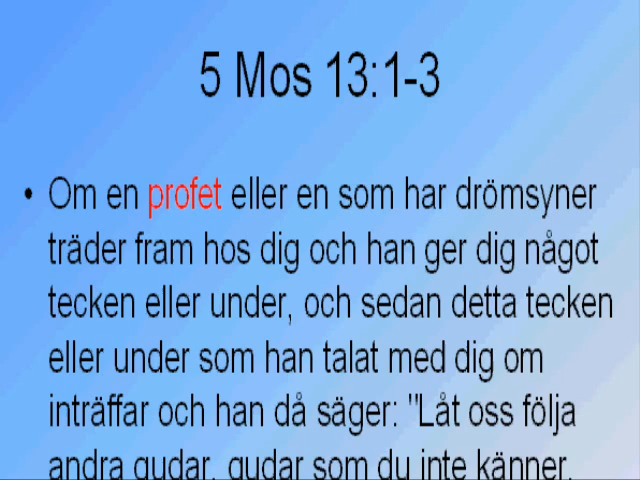 5 Mos 13:1-3
• Om en profet eller en som har drömsyner
träder fram hos dig och han ger dig något
tecken eller under, och sedan detta tecken
eller under som han talat med dig om
inträffar och han då säger: "Låt oss följa
andra gudar, gudar som du inte känner,